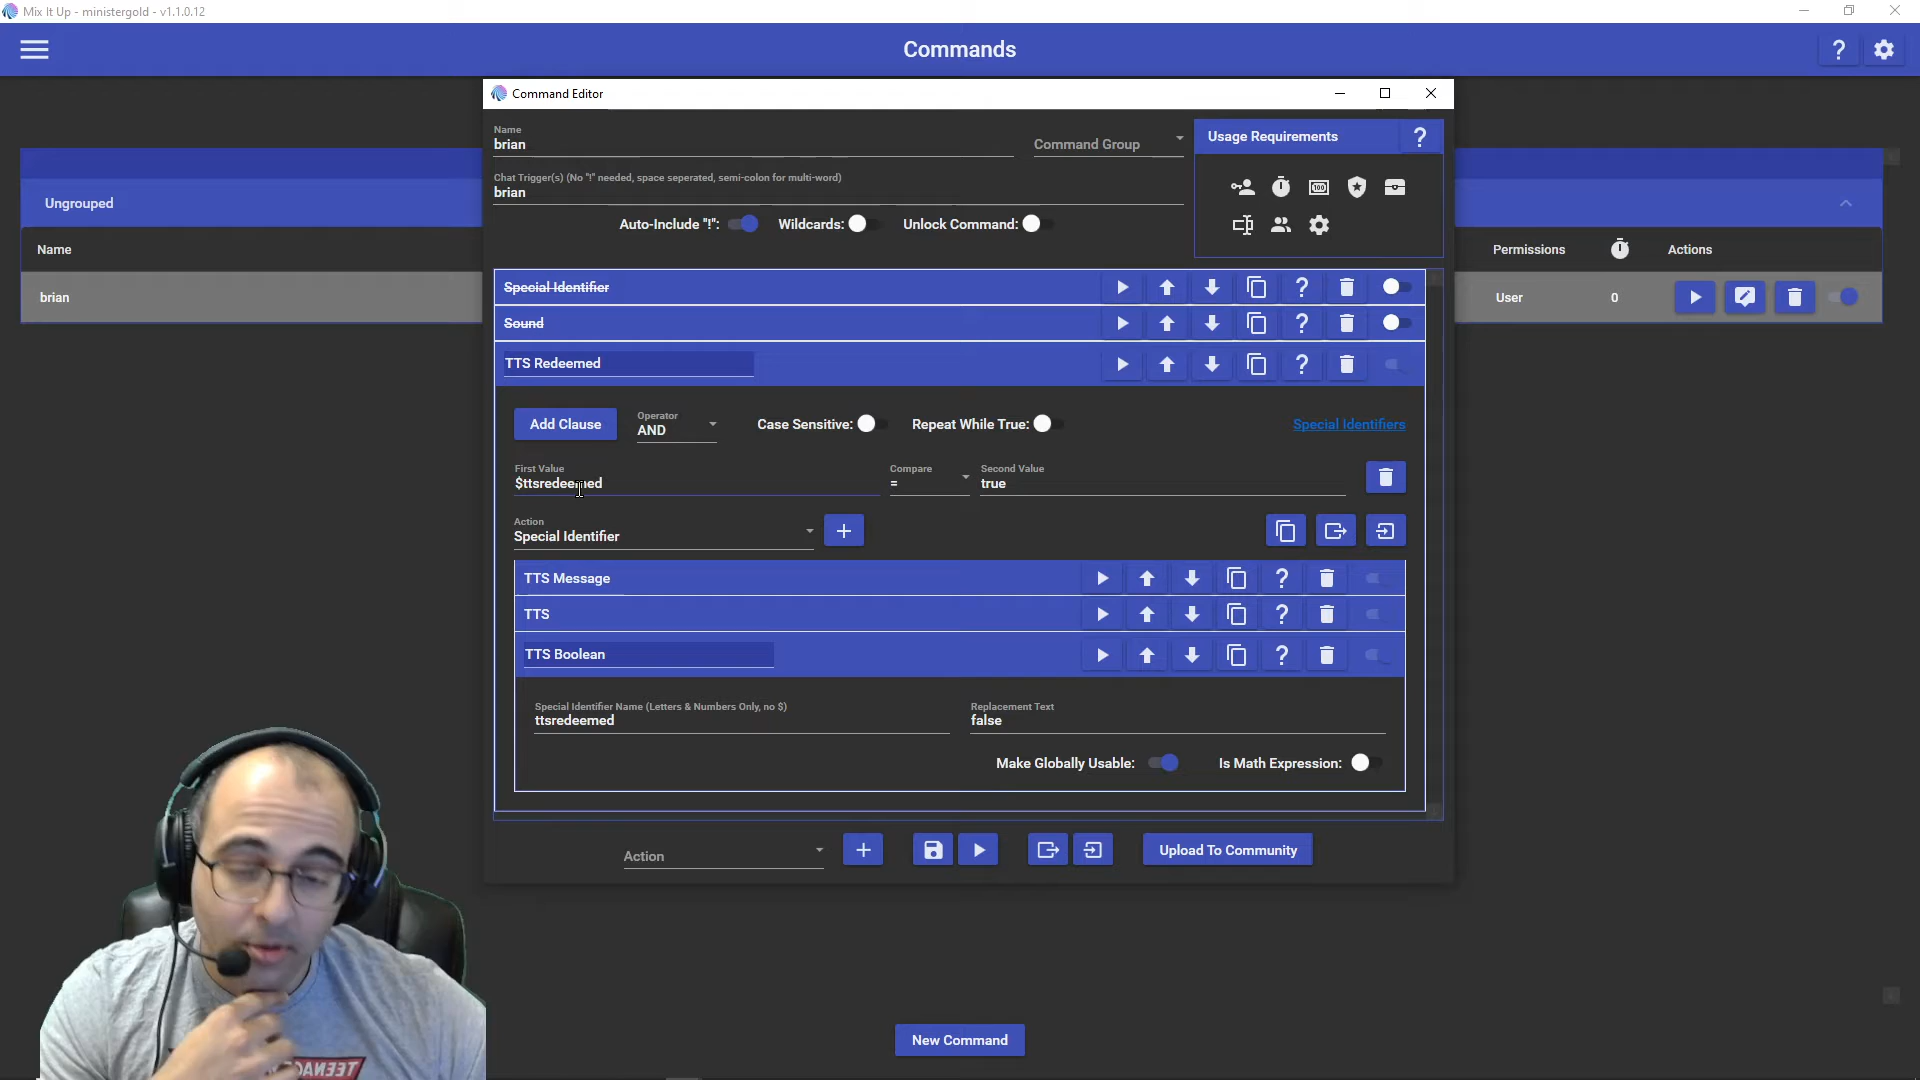 Mix It Up - ministergold - v1.1.0.12
Commands
?
Command Editor
Name
brian
Command Group
Usage Requirements
?
Chat Trigger(s) (No "!" needed, space seperated, semi-colon for multi-word)
brian
Auto-Include "!": Wildcards: Unlock Command:
Ungrouped
Name
brian
Permissions
Actions
User
0
Special Identifier
?
Sound
?
TTS Redeemed
?
Add Clause
Operator
AND
Case Sensitive:
Repeat While True:
Special Identifiers
First Value
$ttsredeemed
Compare
=
Second Value
true
Action
Special Identifier
+
TTS Message
?
TTS
?
TTS Boolean
?
Special Identifier Name (Letters & Numbers Only, no $)
ttsredeemed
Replacement Text
false
Make Globally Usable:
Is Math Expression:
Action
+
Upload To Community
New Command